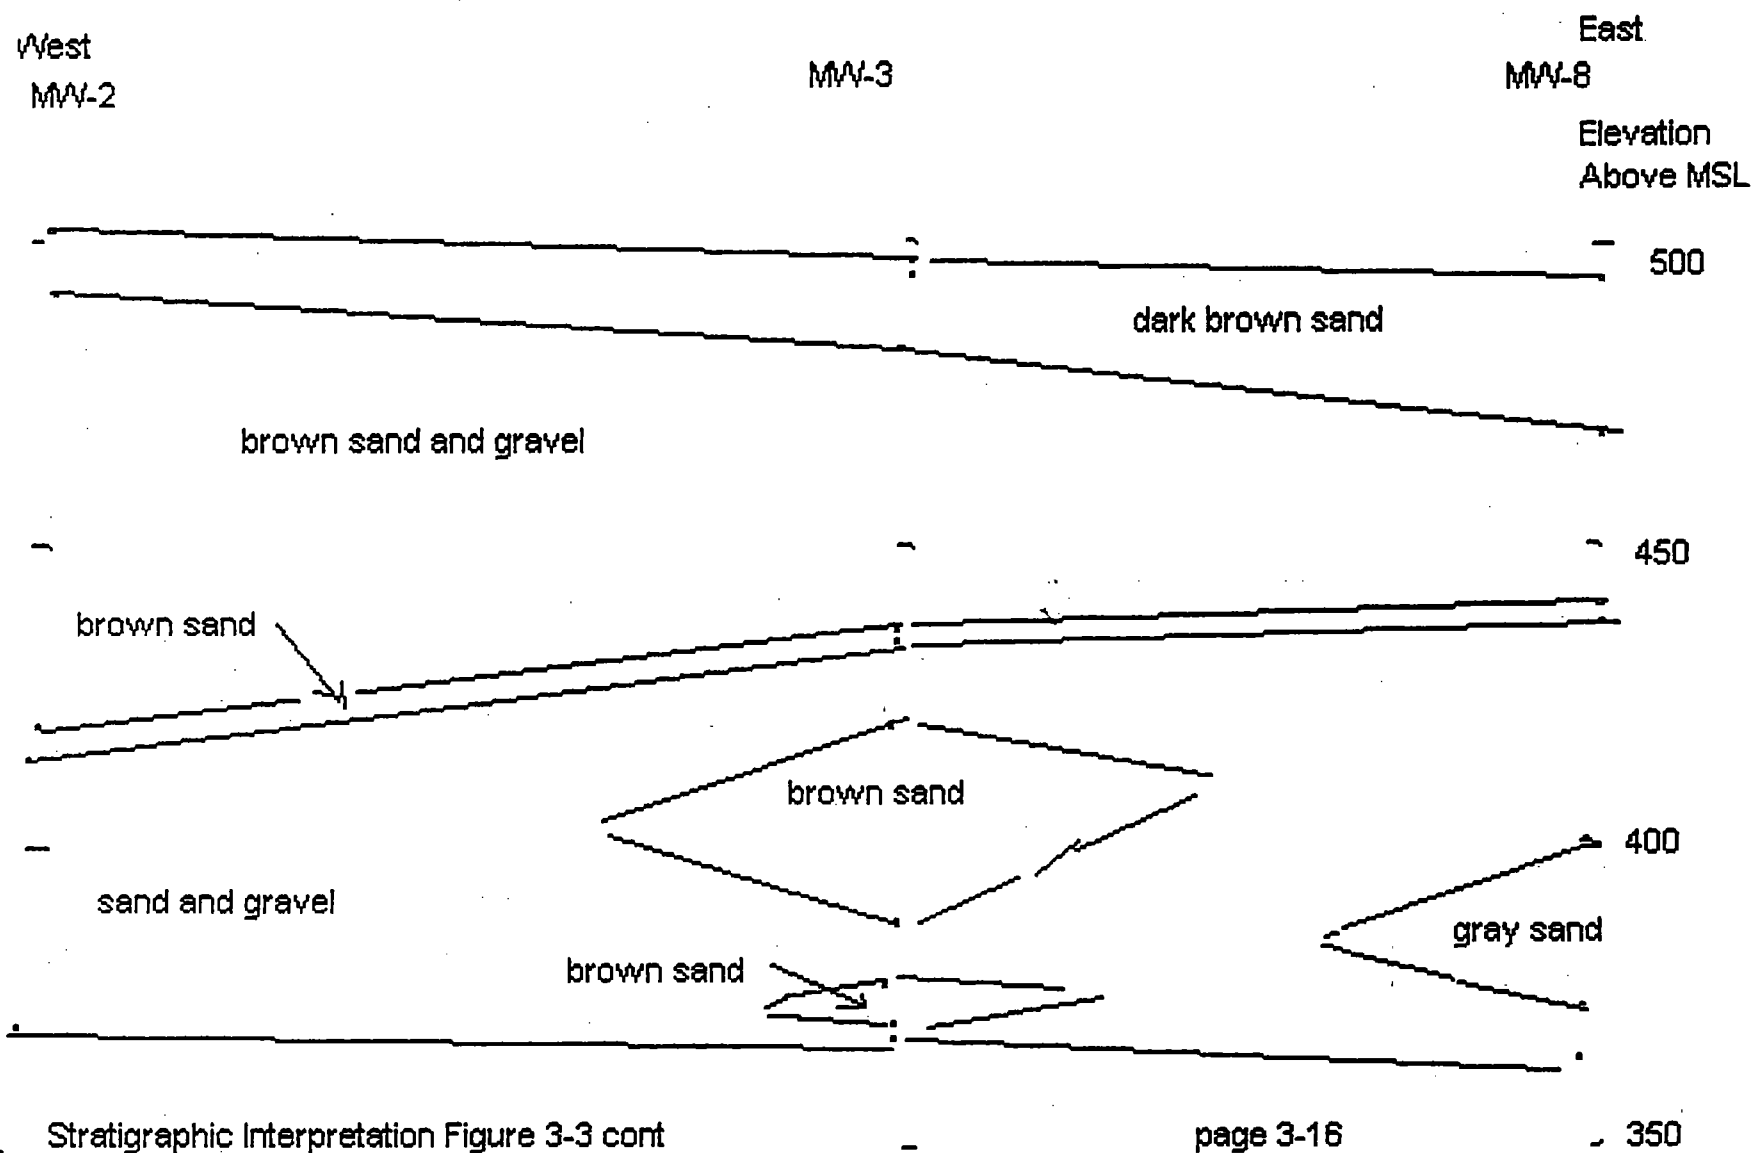 West
East
MW-2
MW-3
MW-8
Elevation
Above MSL
500
dark brown sand
brown sand and gravel
450
brown sand
brown sand
400
sand and gravel
gray sand
brown sand
Stratigraphic Interpretation Figure 3-3 cont
page 3-16
350